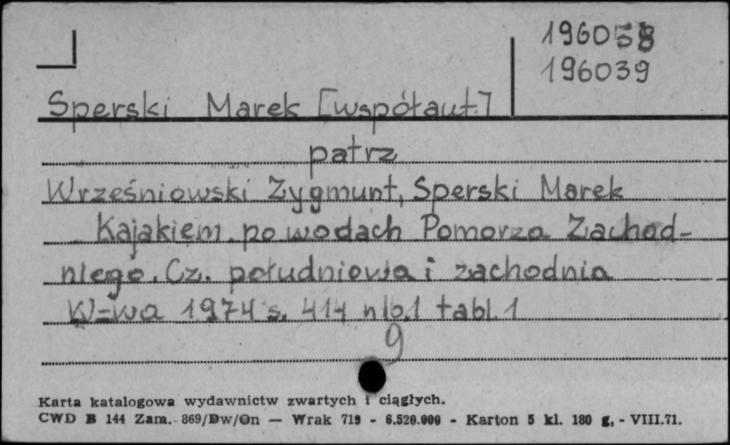 196058
196039
Sperski Marek [współaut.]
patrz
Wrześniowski Zygmunt, Sperski Marek
Kajakiem po wodach Pomorza Zachod-
niego. Cz. południowa i zachodnia
W-wa 1974 s. 414 nlb.1 tabl. 1
9
Karta katalogowa wydawnictw zwartych i ciągłych.
CWD B 144 Zam. 869/Dw/On — Wrak 719 - 6.520.000 - Karton 5 kl. 180 g. - VIII.71.